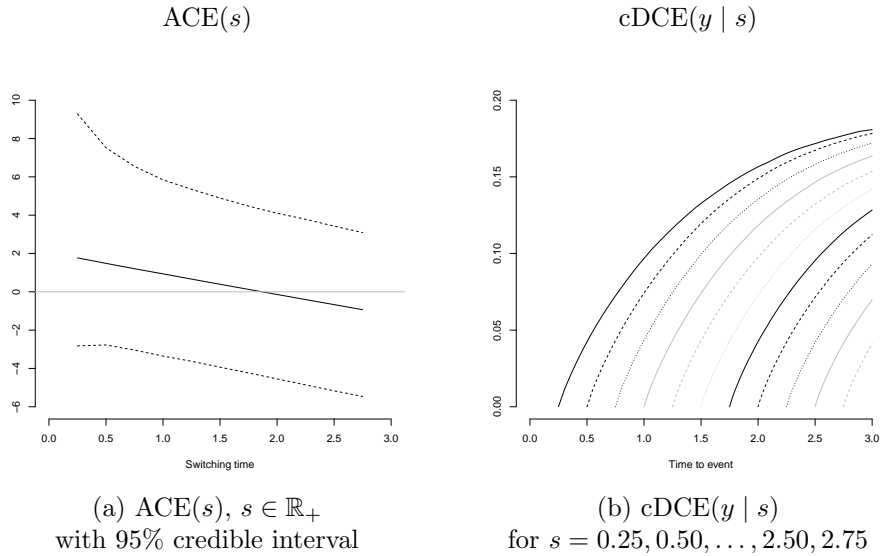 ACE(s)
cDCE(y | s)
10
8
6
4
2
0
−2
−4
−6
0.0 0.5 1.0 1.5 2.0 2.5 3.0
Switching time
0.20
0.15
0.10
0.05
0.00
0.0 0.5 1.0 1.5 2.0 2.5 3.0
Time to event
(a) ACE(s), s ∈ ℝ₊
with 95% credible interval
(b) cDCE(y | s)
for s = 0.25, 0.50, . . . , 2.50, 2.75